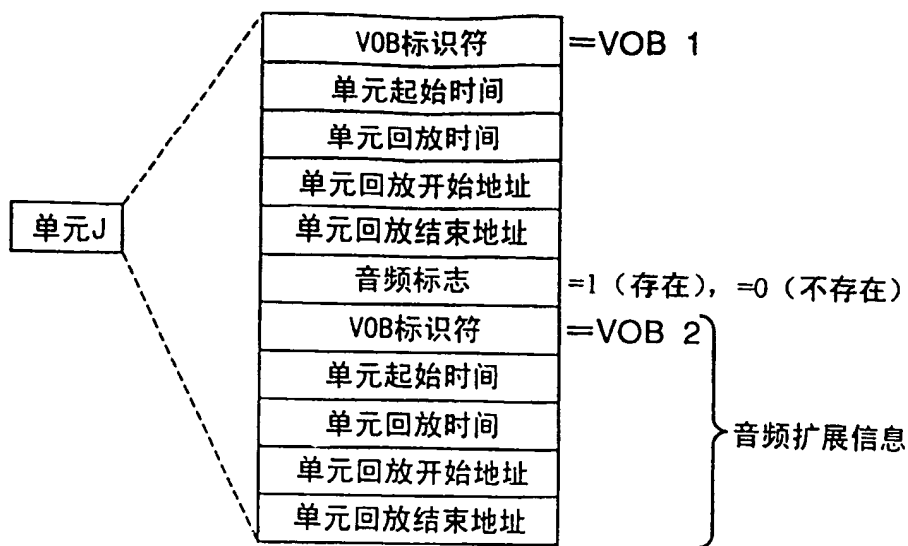 VOB标识符 =VOB 1
单元起始时间
单元回放时间
单元回放开始地址
单元J
单元回放结束地址
音频标志 =1（存在），=0（不存在）
VOB标识符 =VOB 2
单元起始时间
单元回放时间
音频扩展信息
单元回放开始地址
单元回放结束地址